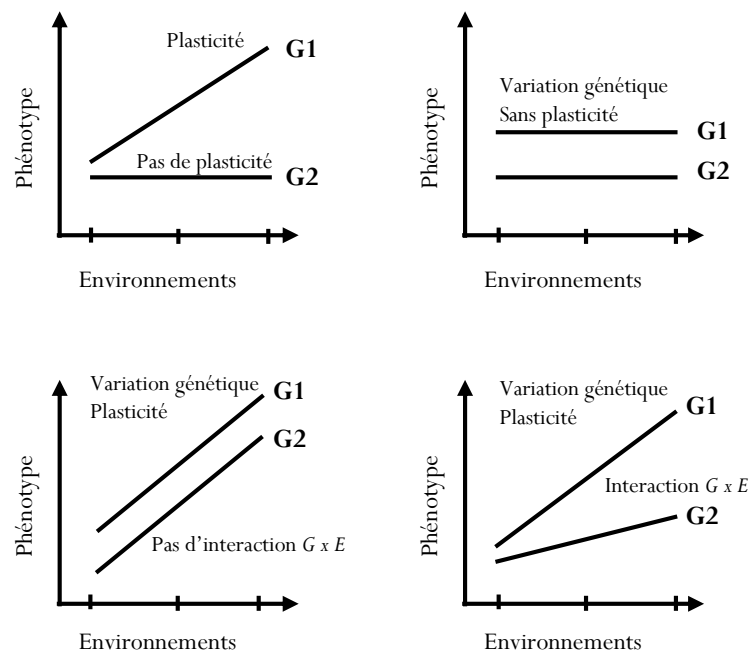 Plasticité
G1
Pas de plasticité
G2
Phénotype
Environnements
Variation génétique
Sans plasticité
G1
G2
Phénotype
Environnements
Variation génétique
Plasticité
G1
G2
Pas d'interaction G x E
Phénotype
Environnements
Variation génétique
Plasticité
G1
Interaction G x E
G2
Phénotype
Environnements